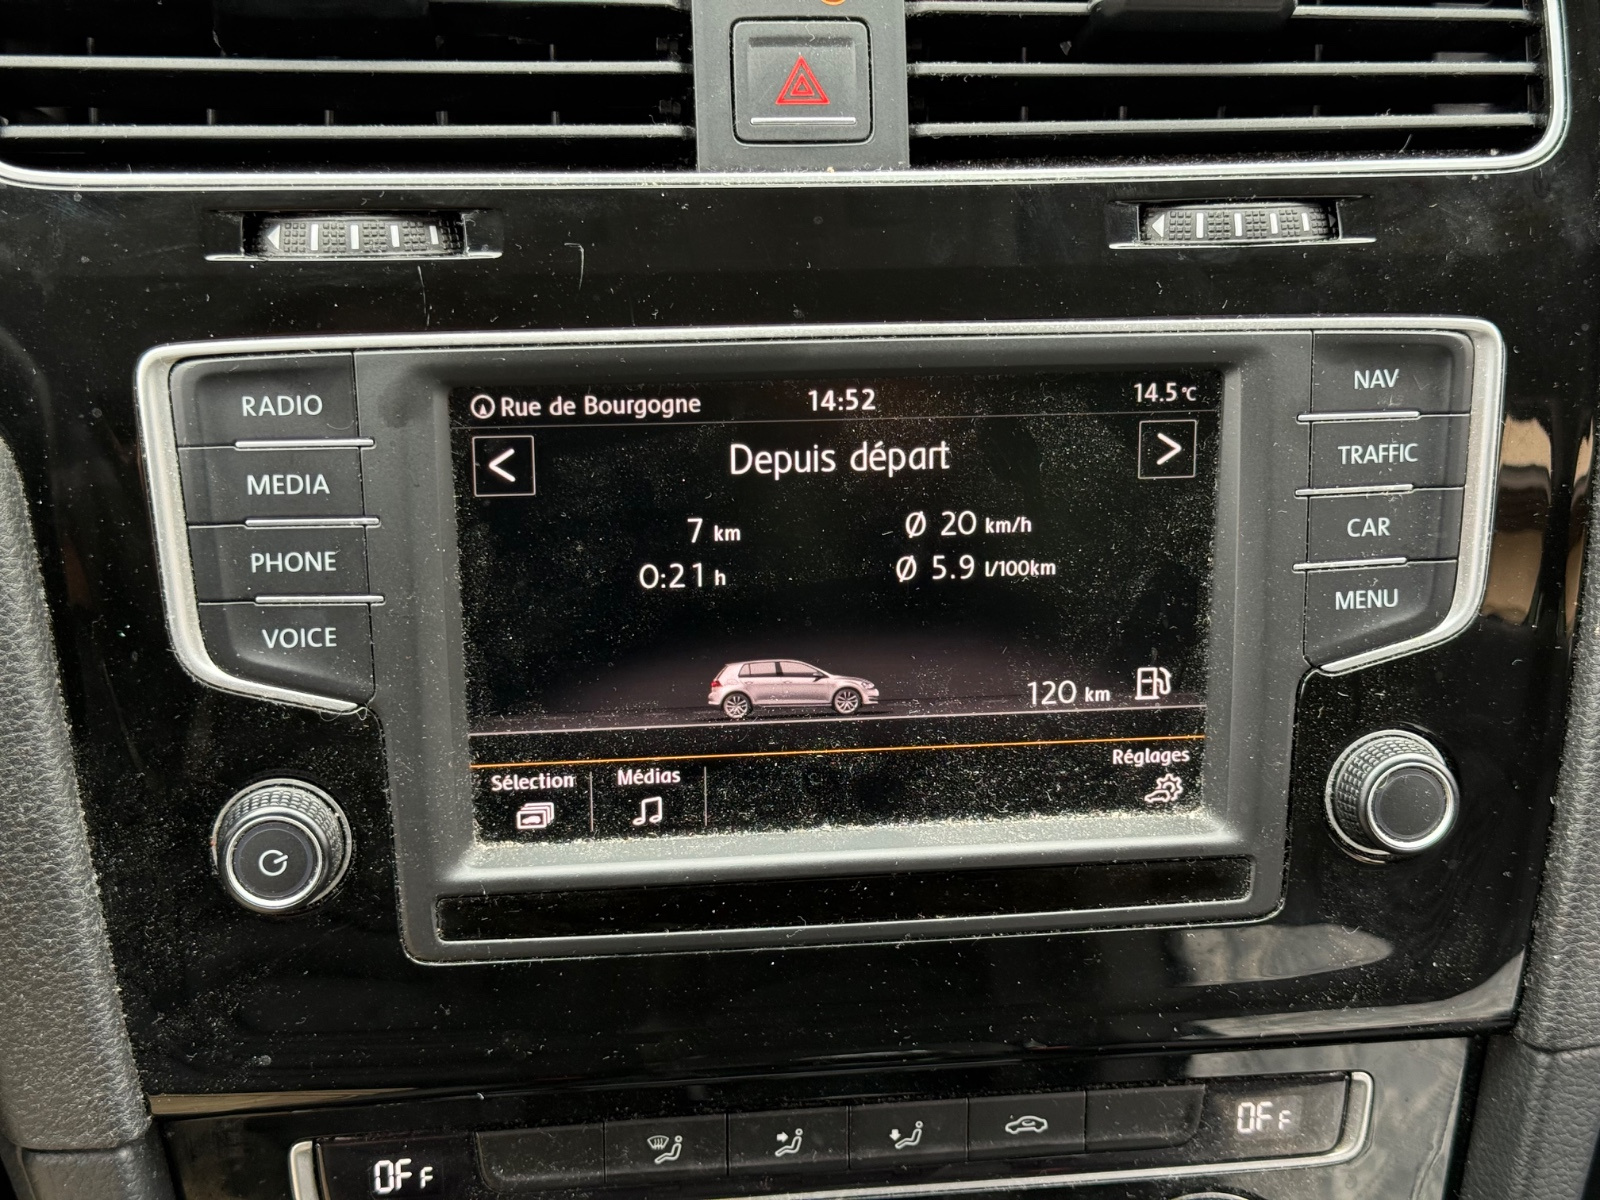 RADIO
MEDIA
PHONE
VOICE
Rue de Bourgogne 14:52 14.5 °C
< Depuis départ >
7 km Ø 20 km/h
0:21 h Ø 5.9 l/100km
120 km
Sélection Médias Réglages
NAV
TRAFFIC
CAR
MENU
OFF OFF